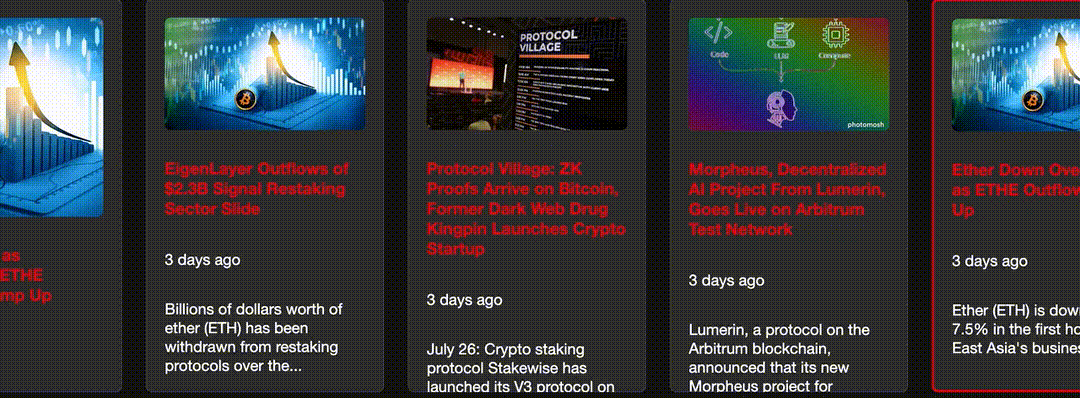 as
ETHE
mp Up
EigenLayer Outflows of
$2.3B Signal Restaking
Sector Slide
3 days ago
Billions of dollars worth of
ether (ETH) has been
withdrawn from restaking
protocols over the...
PROTOCOL
VILLAGE
Protocol Village: ZK
Proofs Arrive on Bitcoin,
Former Dark Web Drug
Kingpin Launches Crypto
Startup
3 days ago
July 26: Crypto staking
protocol Stakewise has
launched its V3 protocol on
Code
Compute
photomosh
Morpheus, Decentralized
AI Project From Lumerin,
Goes Live on Arbitrum
Test Network
3 days ago
Lumerin, a protocol on the
Arbitrum blockchain,
announced that its new
Morpheus project for
Ether Down Ove
as ETHE Outflow
Up
3 days ago
Ether (ETH) is dow
7.5% in the first ho
East Asia's busines